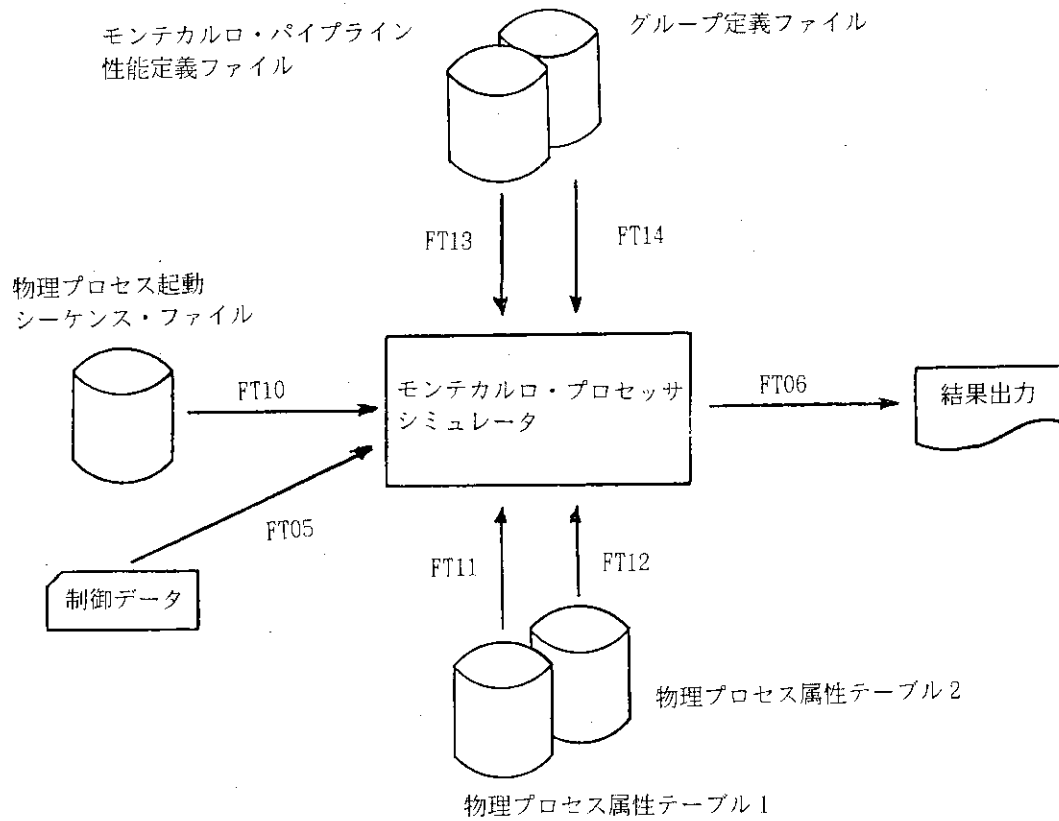 モンテカルロ・パイプライン
性能定義ファイル
グループ定義ファイル
FT13
FT14
物理プロセス起動
シーケンス・ファイル
FT10
モンテカルロ・プロセッサ
シミュレータ
FT06
結果出力
FT05
制御データ
FT11
FT12
物理プロセス属性テーブル2
物理プロセス属性テーブル1